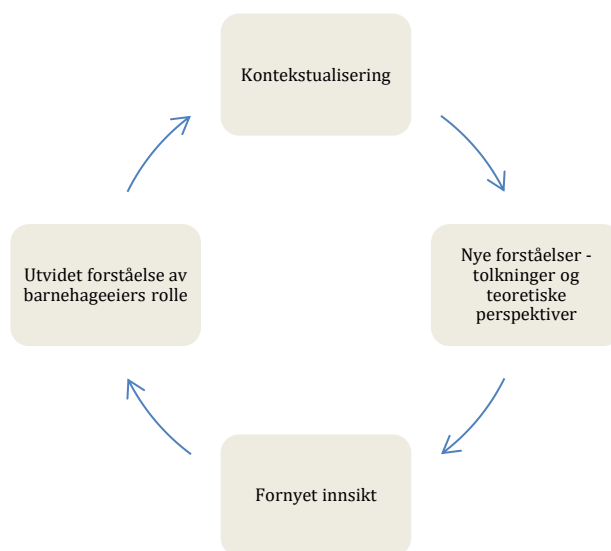 Kontekstualisering
Nye forståelser -
tolkninger og
teoretiske
perspektiver
Fornyet innsikt
Utvidet forståelse av
barnehageeiers rolle